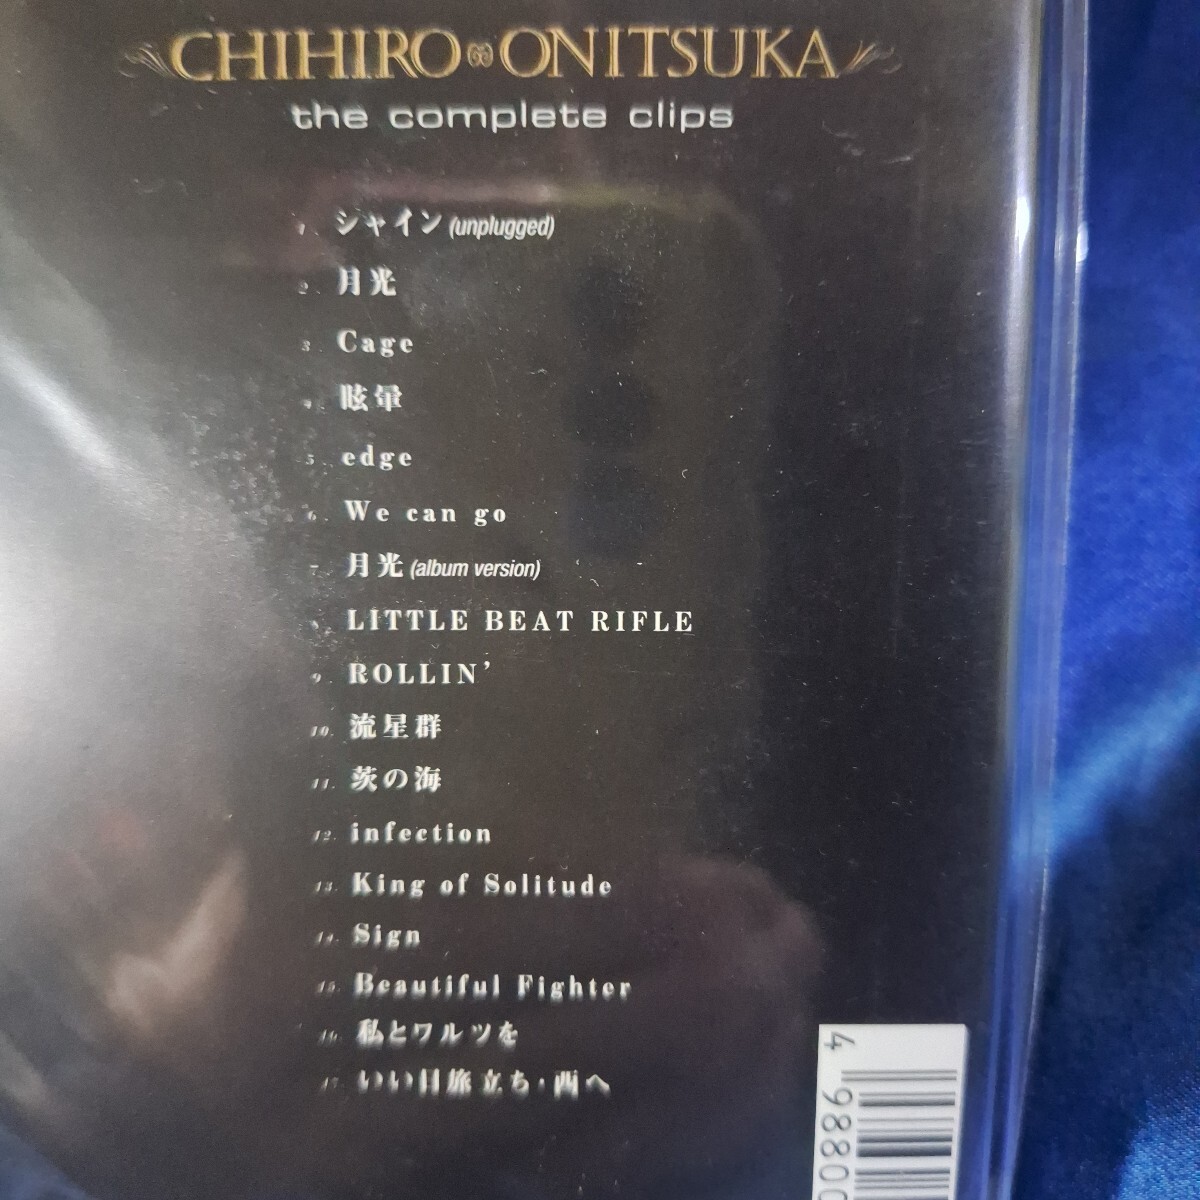 CHIHIRO ONITSUKA
the complete clips
1. シャイン (unplugged)
2. 月光
3. Cage
4. 眩暈
5. edge
6. We can go
7. 月光 (album version)
8. LITTLE BEAT RIFLE
9. ROLLIN’
10. 流星群
11. 茨の海
12. infection
13. King of Solitude
14. Sign
15. Beautiful Fighter
16. 私とワルツを
17. いい日旅立ち・西へ
4 98800